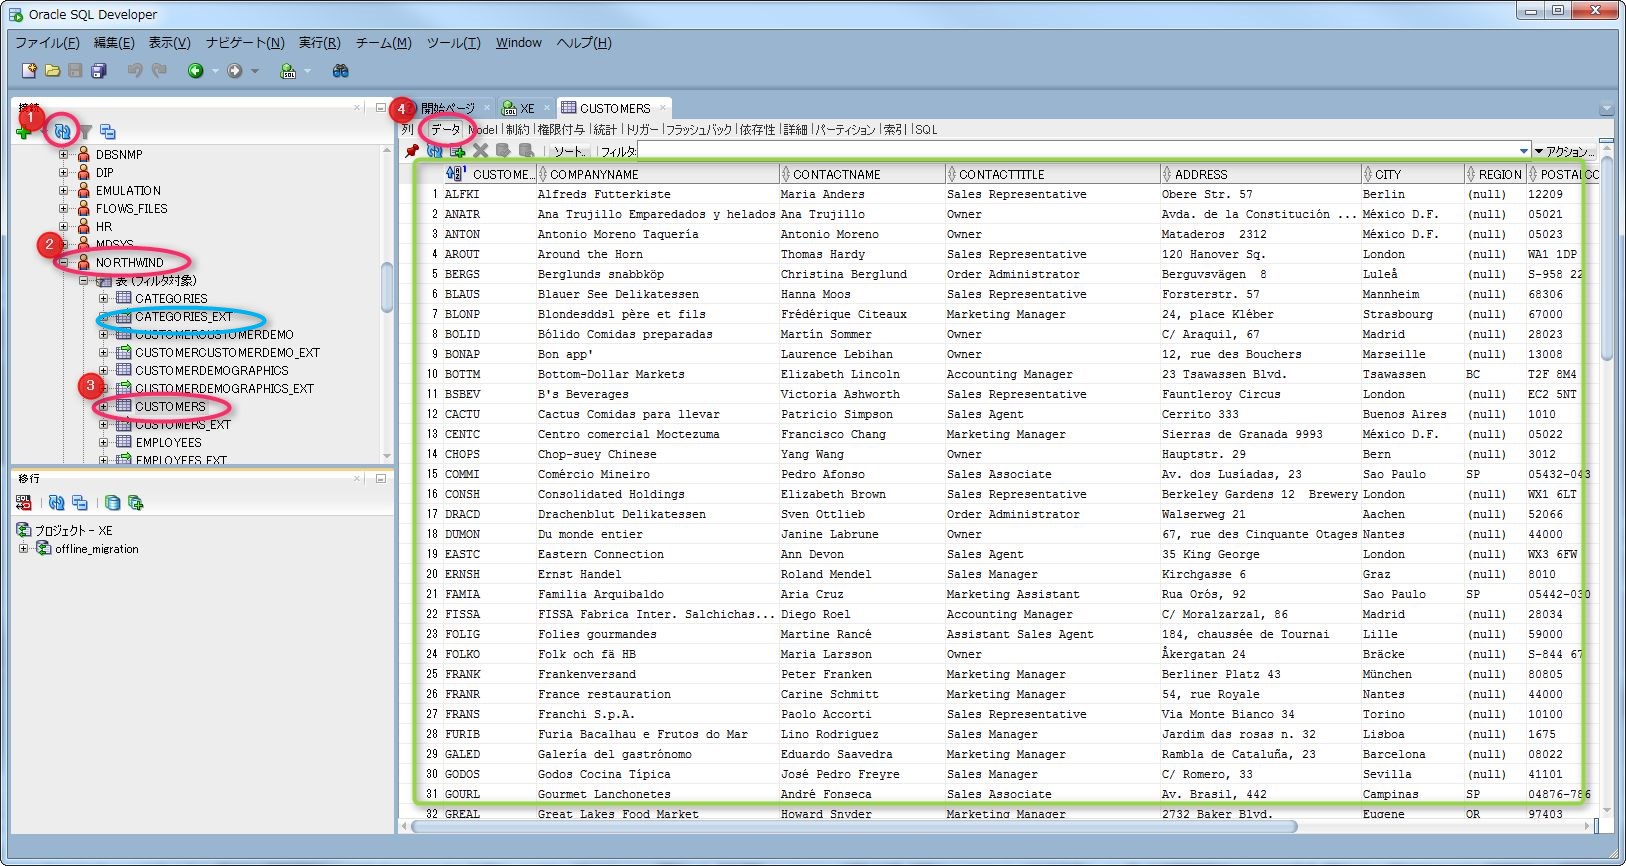 Oracle SQL Developer
ファイル(F) 編集(E) 表示(V) ナビゲート(N) 実行(R) チーム(M) ツール(T) Window ヘルプ(H)
接続
1
DBSNMP
DIP
EMULATION
FLOWS_FILES
HR
MDSYS
2
NORTHWIND
表 (フィルタ対象)
CATEGORIES
CATEGORIES_EXT
CUSTOMERCUSTOMERDEMO
CUSTOMERCUSTOMERDEMO_EXT
CUSTOMERDEMOGRAPHICS
CUSTOMERDEMOGRAPHICS_EXT
3
CUSTOMERS
CUSTOMERS_EXT
EMPLOYEES
EMPLOYEES_EXT
移行
プロジェクト - XE
offline_migration
4
開始ページ XE CUSTOMERS
列 データ Model 制約 権限付与 統計 トリガー フラッシュバック 依存性 詳細 パーティション 索引 SQL
ソート.. フィルタ: アクション...
CUSTOME... COMPANYNAME CONTACTNAME CONTACTTITLE ADDRESS CITY REGION POSTALCO
1 ALFKI Alfreds Futterkiste Maria Anders Sales Representative Obere Str. 57 Berlin (null) 12209
2 ANATR Ana Trujillo Emparedados y helados Ana Trujillo Owner Avda. de la Constitución ... México D.F. (null) 05021
3 ANTON Antonio Moreno Taquería Antonio Moreno Owner Mataderos 2312 México D.F. (null) 05023
4 AROUT Around the Horn Thomas Hardy Sales Representative 120 Hanover Sq. London (null) WA1 1DP
5 BERGS Berglunds snabbköp Christina Berglund Order Administrator Berguvsvägen 8 Luleå (null) S-958 22
6 BLAUS Blauer See Delikatessen Hanna Moos Sales Representative Forsterstr. 57 Mannheim (null) 68306
7 BLONP Blondesddsl père et fils Frédérique Citeaux Marketing Manager 24, place Kléber Strasbourg (null) 67000
8 BOLID Bólido Comidas preparadas Martín Sommer Owner C/ Araquil, 67 Madrid (null) 28023
9 BONAP Bon app' Laurence Lebihan Owner 12, rue des Bouchers Marseille (null) 13008
10 BOTTM Bottom-Dollar Markets Elizabeth Lincoln Accounting Manager 23 Tsawassen Blvd. Tsawassen BC T2F 8M4
11 BSBEV B's Beverages Victoria Ashworth Sales Representative Fauntleroy Circus London (null) EC2 5NT
12 CACTU Cactus Comidas para llevar Patricio Simpson Sales Agent Cerrito 333 Buenos Aires (null) 1010
13 CENTC Centro comercial Moctezuma Francisco Chang Marketing Manager Sierras de Granada 9993 México D.F. (null) 05022
14 CHOPS Chop-suey Chinese Yang Wang Owner Hauptstr. 29 Bern (null) 3012
15 COMMI Comércio Mineiro Pedro Afonso Sales Associate Av. dos Lusíadas, 23 Sao Paulo SP 05432-043
16 CONSH Consolidated Holdings Elizabeth Brown Sales Representative Berkeley Gardens 12 Brewery London (null) WX1 6LT
17 DRACD Drachenblut Delikatessen Sven Ottlieb Order Administrator Walserweg 21 Aachen (null) 52066
18 DUMON Du monde entier Janine Labrune Owner 67, rue des Cinquante Otages Nantes (null) 44000
19 EASTC Eastern Connection Ann Devon Sales Agent 35 King George London (null) WX3 6FW
20 ERNSH Ernst Handel Roland Mendel Sales Manager Kirchgasse 6 Graz (null) 8010
21 FAMIA Familia Arquibaldo Aria Cruz Marketing Assistant Rua Orós, 92 Sao Paulo SP 05442-030
22 FISSA FISSA Fabrica Inter. Salchichas... Diego Roel Accounting Manager C/ Moralzarzal, 86 Madrid (null) 28034
23 FOLIG Folies gourmandes Martine Rancé Assistant Sales Agent 184, chaussée de Tournai Lille (null) 59000
24 FOLKO Folk och fä HB Maria Larsson Owner Åkergatan 24 Bräcke (null) S-844 67
25 FRANK Frankenversand Peter Franken Marketing Manager Berliner Platz 43 München (null) 80805
26 FRANR France restauration Carine Schmitt Marketing Manager 54, rue Royale Nantes (null) 44000
27 FRANS Franchi S.p.A. Paolo Accorti Sales Representative Via Monte Bianco 34 Torino (null) 10100
28 FURIB Furia Bacalhau e Frutos do Mar Lino Rodriguez Sales Manager Jardim das rosas n. 32 Lisboa (null) 1675
29 GALED Galería del gastrónomo Eduardo Saavedra Marketing Manager Rambla de Cataluña, 23 Barcelona (null) 08022
30 GODOS Godos Cocina Típica José Pedro Freyre Sales Manager C/ Romero, 33 Sevilla (null) 41101
31 GOURL Gourmet Lanchonetes André Fonseca Sales Associate Av. Brasil, 442 Campinas SP 04876-786
32 GREAL Great Lakes Food Market Howard Snyder Marketing Manager 2732 Baker Blvd. Eugene OR 97403